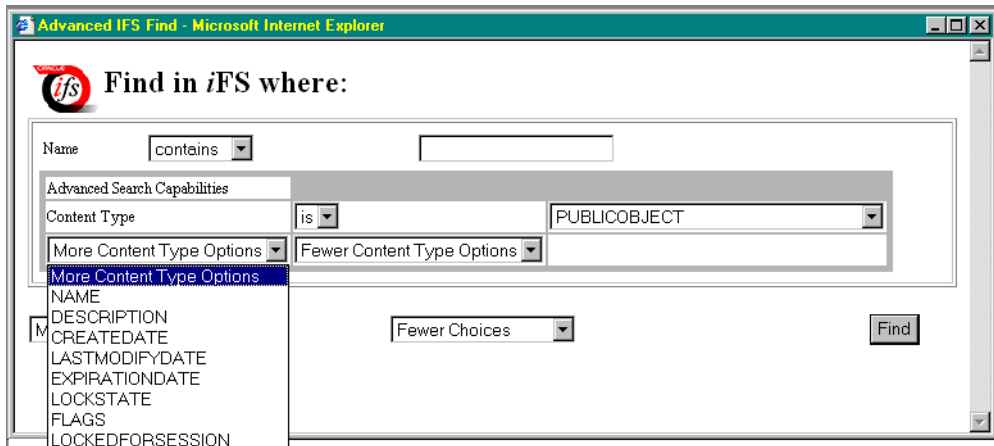 Advanced IFS Find - Microsoft Internet Explorer
ORACLE
ifs
Find in iFS where:
Name contains
Advanced Search Capabilities
Content Type is PUBLICOBJECT
More Content Type Options Fewer Content Type Options
More Content Type Options
NAME
DESCRIPTION
M Fewer Choices Find
CREATEDATE
LASTMODIFYDATE
EXPIRATIONDATE
LOCKSTATE
FLAGS
LOCKEDFORSESSION